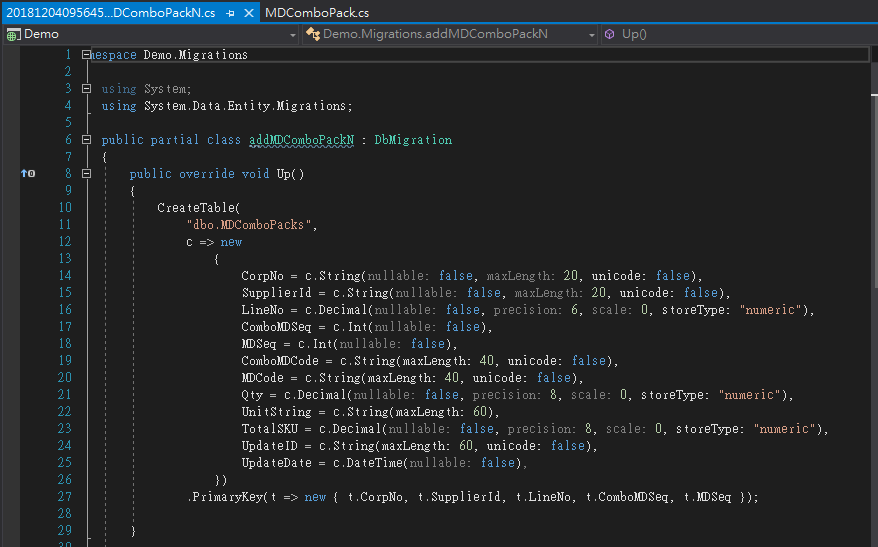 20181204095645...DComboPackN.cs MDComboPack.cs
Demo Demo.Migrations.addMDComboPackN Up()
1 nespace Demo.Migrations
2
3 using System;
4 using System.Data.Entity.Migrations;
5
6 public partial class addMDComboPackN : DbMigration
7 {
8 public override void Up()
9 {
10 CreateTable(
11 "dbo.MDComboPacks",
12 c => new
13 {
14 CorpNo = c.String(nullable: false, maxLength: 20, unicode: false),
15 SupplierId = c.String(nullable: false, maxLength: 20, unicode: false),
16 LineNo = c.Decimal(nullable: false, precision: 6, scale: 0, storeType: "numeric"),
17 ComboMDSeq = c.Int(nullable: false),
18 MDSeq = c.Int(nullable: false),
19 ComboMDCode = c.String(maxLength: 40, unicode: false),
20 MDCode = c.String(maxLength: 40, unicode: false),
21 Qty = c.Decimal(nullable: false, precision: 8, scale: 0, storeType: "numeric"),
22 UnitString = c.String(maxLength: 60),
23 TotalSKU = c.Decimal(nullable: false, precision: 8, scale: 0, storeType: "numeric"),
24 UpdateID = c.String(maxLength: 60, unicode: false),
25 UpdateDate = c.DateTime(nullable: false),
26 })
27 .PrimaryKey(t => new { t.CorpNo, t.SupplierId, t.LineNo, t.ComboMDSeq, t.MDSeq });
28
29 }